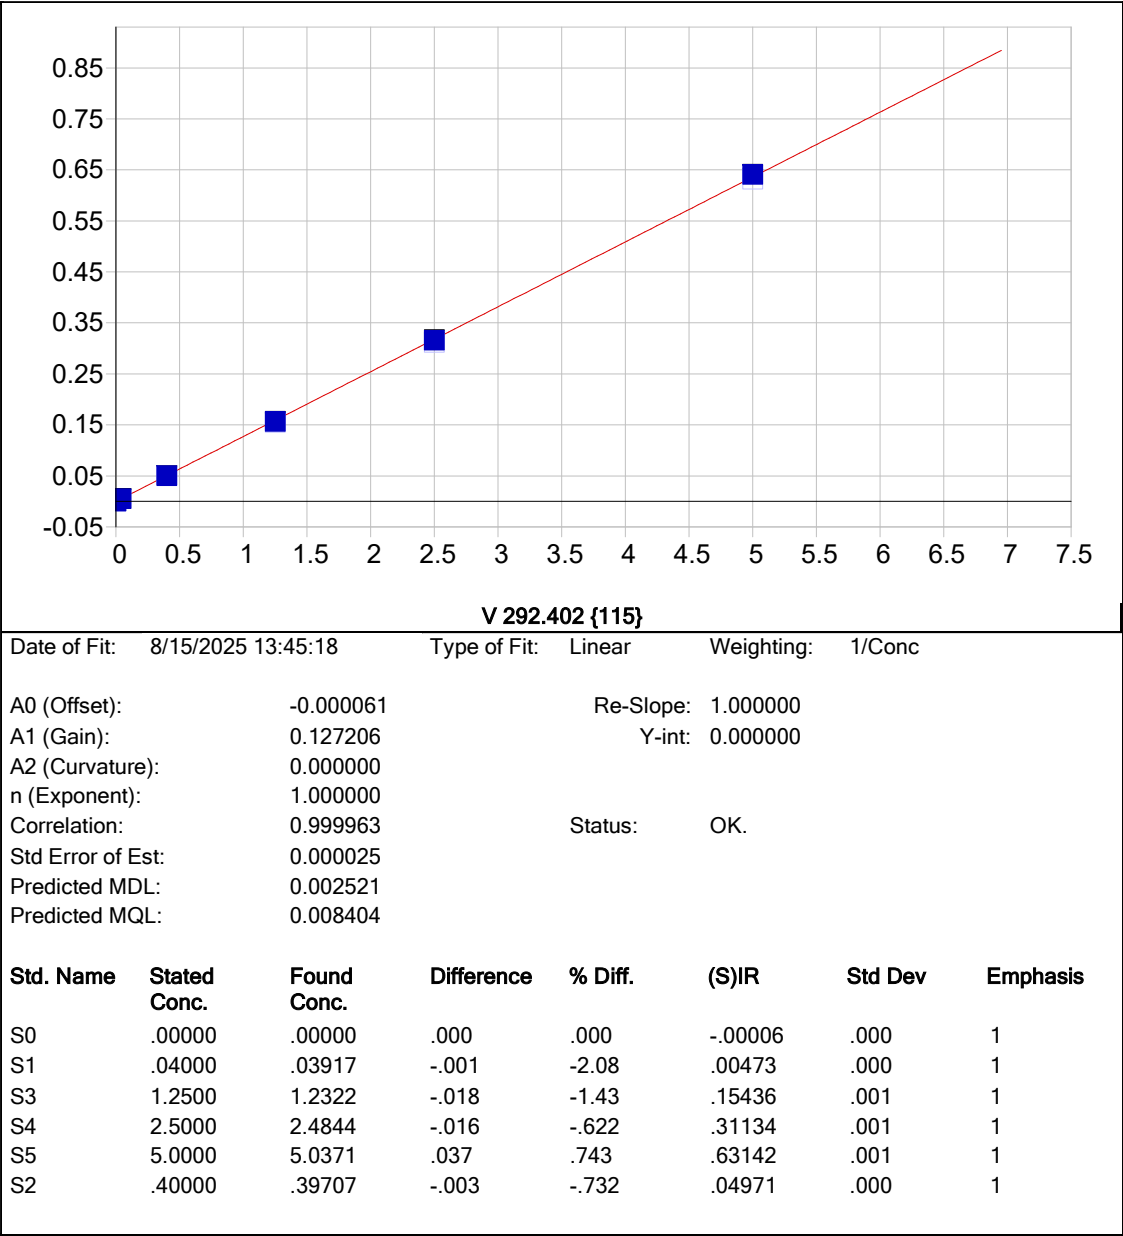 0.85
0.75
0.65
0.55
0.45
0.35
0.25
0.15
0.05
-0.05
0 0.5 1 1.5 2 2.5 3 3.5 4 4.5 5 5.5 6 6.5 7 7.5
V 292.402 {115}
Date of Fit: 8/15/2025 13:45:18 Type of Fit: Linear Weighting: 1/Conc
A0 (Offset): -0.000061 Re-Slope: 1.000000
A1 (Gain): 0.127206 Y-int: 0.000000
A2 (Curvature): 0.000000
n (Exponent): 1.000000
Correlation: 0.999963 Status: OK.
Std Error of Est: 0.000025
Predicted MDL: 0.002521
Predicted MQL: 0.008404
Std. Name Stated Found Difference % Diff. (S)IR Std Dev Emphasis
Conc. Conc.
S0 .00000 .00000 .000 .000 -.00006 .000 1
S1 .04000 .03917 -.001 -2.08 .00473 .000 1
S3 1.2500 1.2322 -.018 -1.43 .15436 .001 1
S4 2.5000 2.4844 -.016 -.622 .31134 .001 1
S5 5.0000 5.0371 .037 .743 .63142 .001 1
S2 .40000 .39707 -.003 -.732 .04971 .000 1